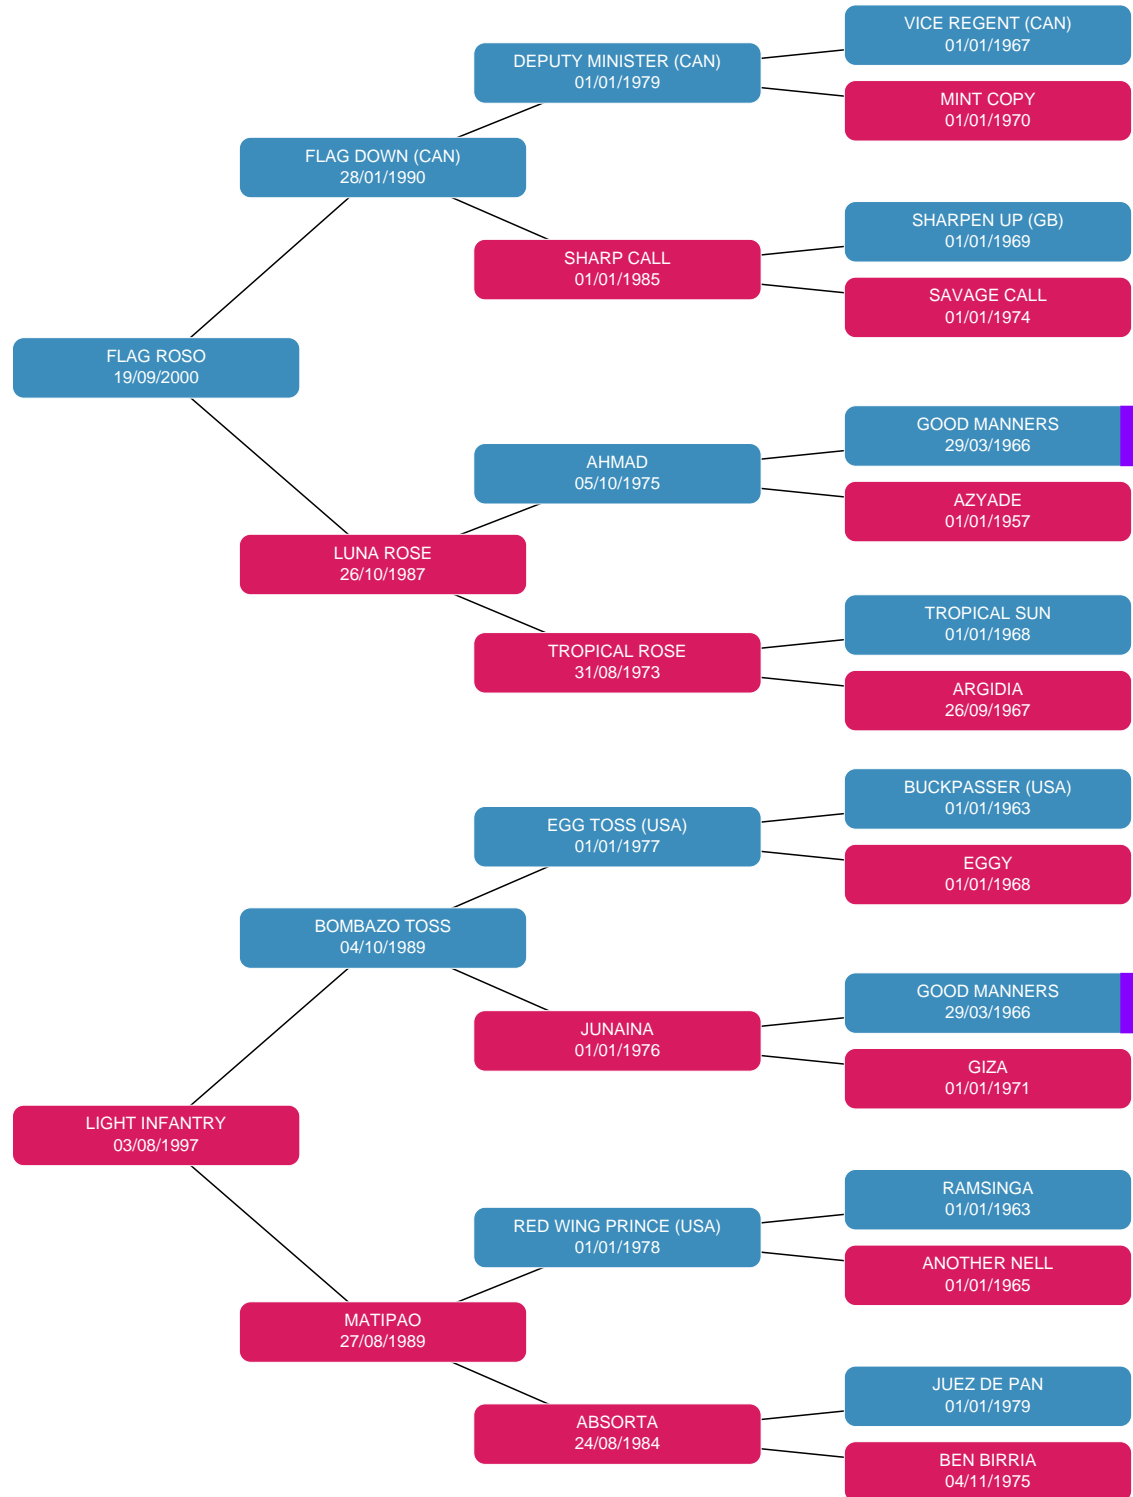 VICE REGENT (CAN)
01/01/1967
DEPUTY MINISTER (CAN)
01/01/1979
MINT COPY
01/01/1970
FLAG DOWN (CAN)
28/01/1990
SHARPEN UP (GB)
01/01/1969
SHARP CALL
01/01/1985
SAVAGE CALL
01/01/1974
FLAG ROSO
19/09/2000
GOOD MANNERS
29/03/1966
AHMAD
05/10/1975
AZYADE
01/01/1957
LUNA ROSE
26/10/1987
TROPICAL SUN
01/01/1968
TROPICAL ROSE
31/08/1973
ARGIDIA
26/09/1967
BUCKPASSER (USA)
01/01/1963
EGG TOSS (USA)
01/01/1977
EGGY
01/01/1968
BOMBAZO TOSS
04/10/1989
GOOD MANNERS
29/03/1966
JUNAINA
01/01/1976
GIZA
01/01/1971
LIGHT INFANTRY
03/08/1997
RAMSINGA
01/01/1963
RED WING PRINCE (USA)
01/01/1978
ANOTHER NELL
01/01/1965
MATIPAO
27/08/1989
JUEZ DE PAN
01/01/1979
ABSORTA
24/08/1984
BEN BIRRIA
04/11/1975